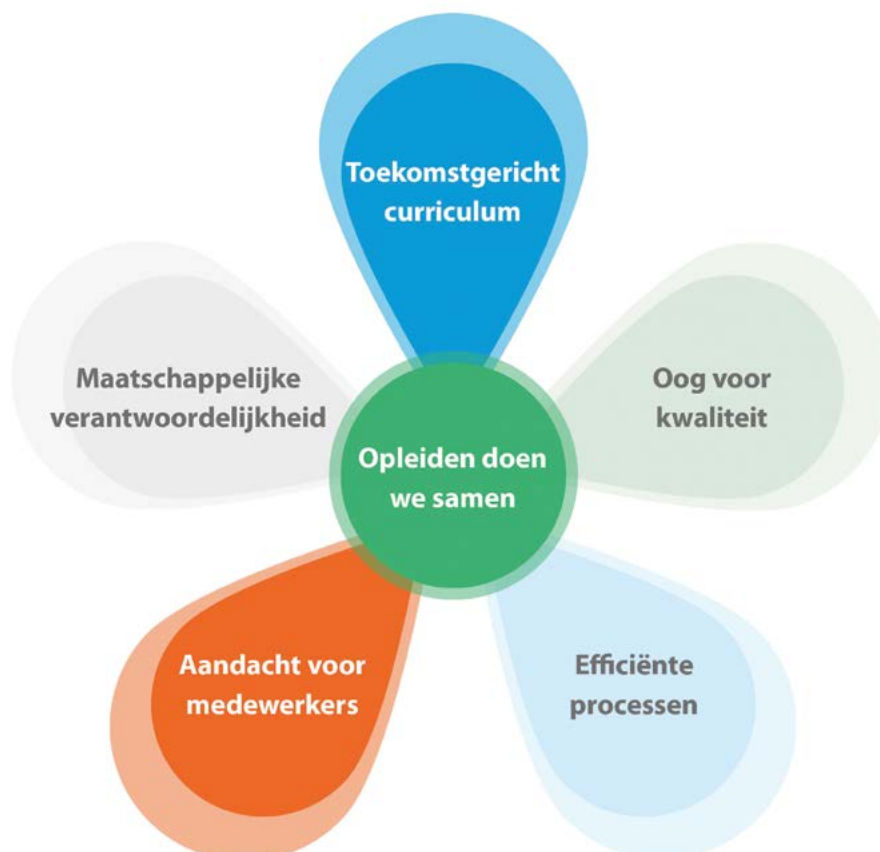 Toekomstgericht
curriculum
Maatschappelijke
verantwoordelijkheid
Oog voor
kwaliteit
Opleiden doen
we samen
Aandacht voor
medewerkers
Efficiënte
processen